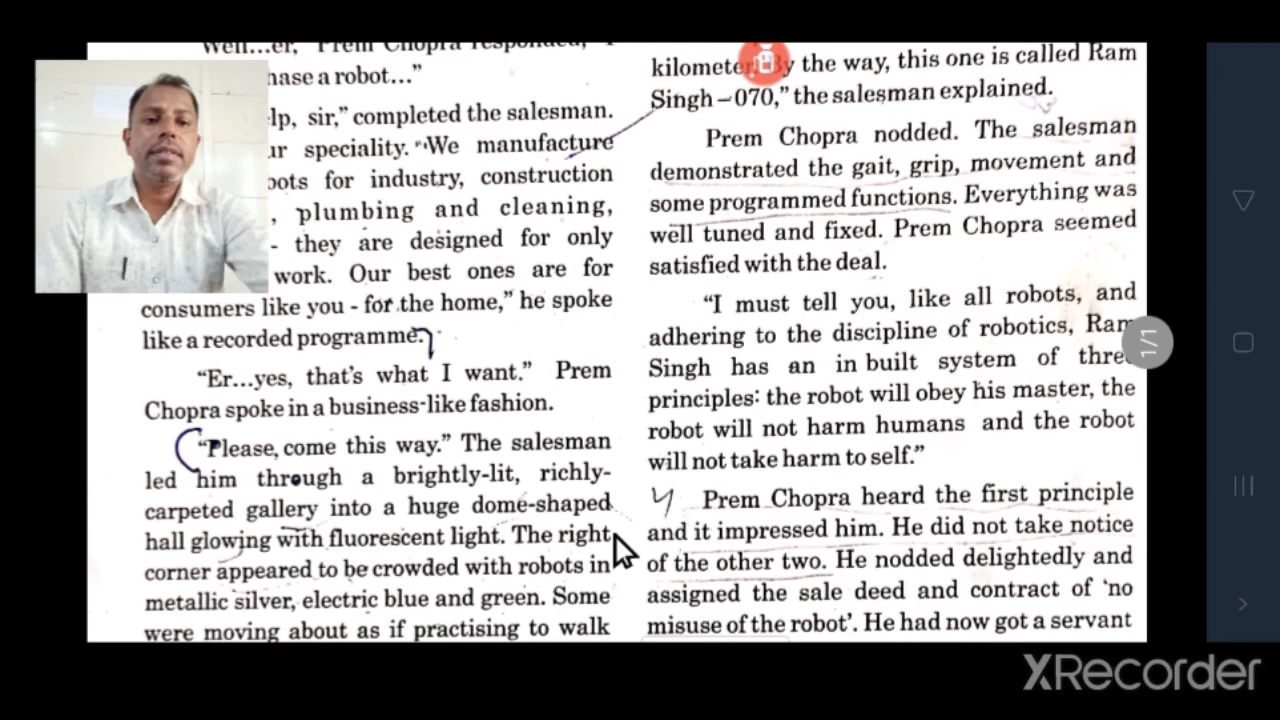 Well...er, Prem Chopra responded, "I
hase a robot..."
lp, sir," completed the salesman.
ur speciality. "We manufacture
bots for industry, construction
, plumbing and cleaning,
- they are designed for only
work. Our best ones are for
consumers like you - for the home," he spoke
like a recorded programme.
"Er...yes, that's what I want." Prem
Chopra spoke in a business-like fashion.
"Please, come this way." The salesman
led him through a brightly-lit, richly-
carpeted gallery into a huge dome-shaped
hall glowing with fluorescent light. The right
corner appeared to be crowded with robots in
metallic silver, electric blue and green. Some
were moving about as if practising to walk
kilometer. By the way, this one is called Ram
Singh – 070," the salesman explained.
Prem Chopra nodded. The salesman
demonstrated the gait, grip, movement and
some programmed functions. Everything was
well tuned and fixed. Prem Chopra seemed
satisfied with the deal.
"I must tell you, like all robots, and
adhering to the discipline of robotics, Ram
Singh has an in built system of three
principles: the robot will obey his master, the
robot will not harm humans and the robot
will not take harm to self."
Prem Chopra heard the first principle
and it impressed him. He did not take notice
of the other two. He nodded delightedly and
assigned the sale deed and contract of 'no
misuse of the robot'. He had now got a servant
1/1
XRecorder